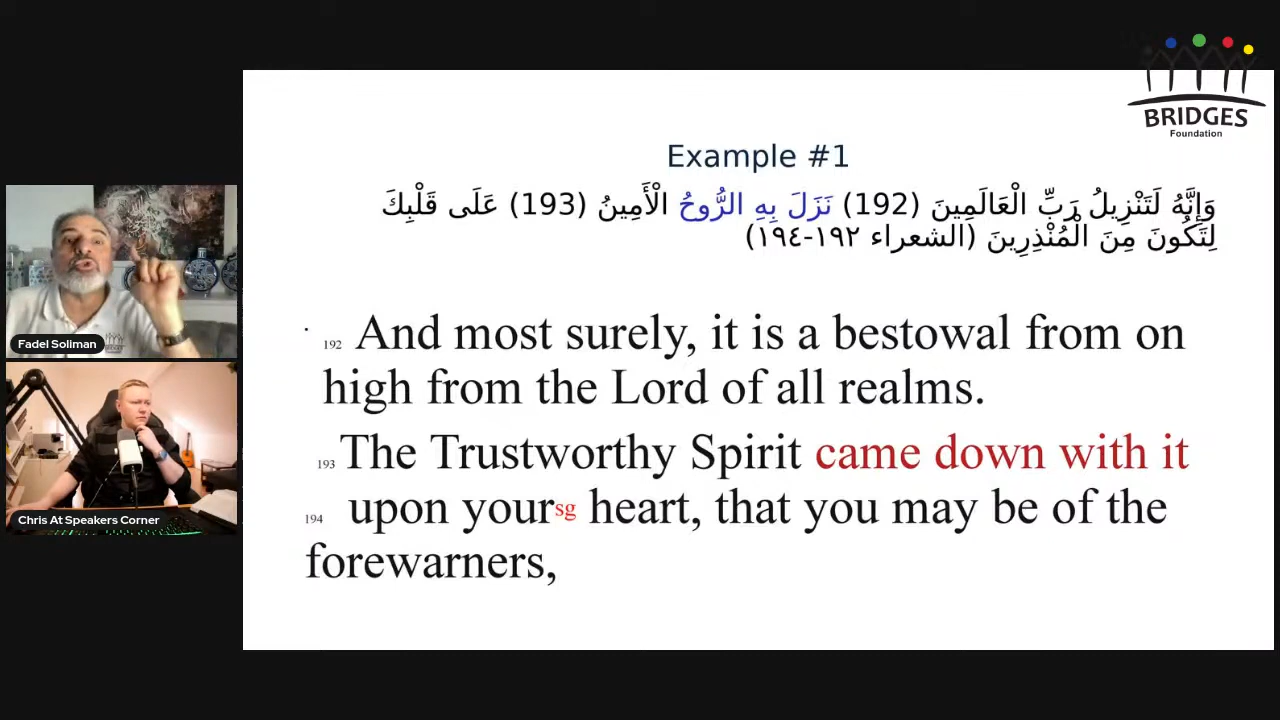 BRIDGES
Foundation
Example #1
وَإِنَّهُ لَتَنْزِيلُ رَبِّ الْعَالَمِينَ (192) نَزَلَ بِهِ الرُّوحُ الْأَمِينُ (193) عَلَى قَلْبِكَ
لِتَكُونَ مِنَ الْمُنْذِرِينَ (الشعراء ١٩٢-١٩٤)
192 And most surely, it is a bestowal from on
high from the Lord of all realms.
193 The Trustworthy Spirit came down with it
194 upon yoursg heart, that you may be of the
forewarners,
Fadel Soliman
Chris At Speakers Corner